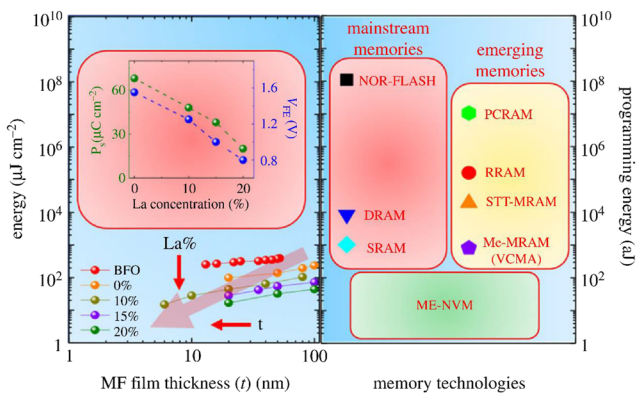 energy (µJ cm⁻²)
10¹⁰
10⁸
10⁶
10⁴
10²
1
60
30
0
Pₛ(µC cm⁻²)
1.6
1.2
0.8
V_FE (V)
0 10 20
La concentration (%)
La%
BFO
0%
10%
15%
20%
t
1 10 100
MF film thickness (t) (nm)
mainstream
memories
NOR-FLASH
DRAM
SRAM
emerging
memories
PCRAM
RRAM
STT-MRAM
Mc-MRAM
(VCMA)
ME-NVM
memory technologies
10¹⁰
10⁸
10⁶
10⁴
10²
1
programming energy (aJ)